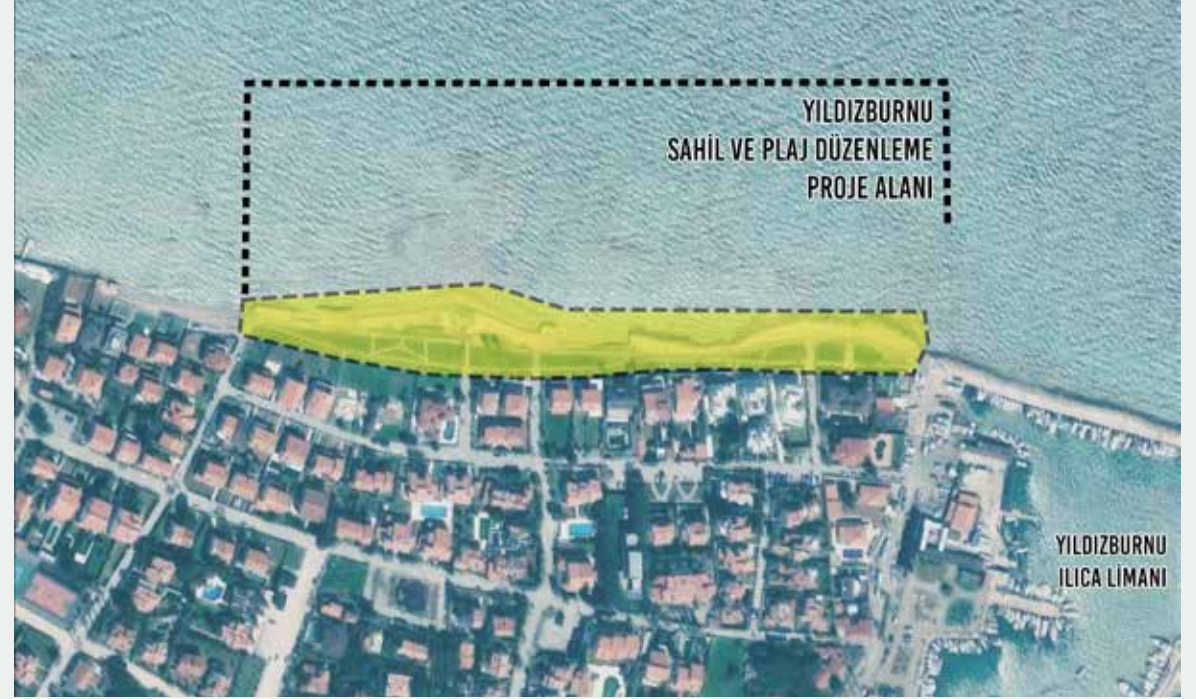 YILDIZBURNU
SAHİL VE PLAJ DÜZENLEME
PROJE ALANI
YILDIZBURNU
ILICA LİMANI